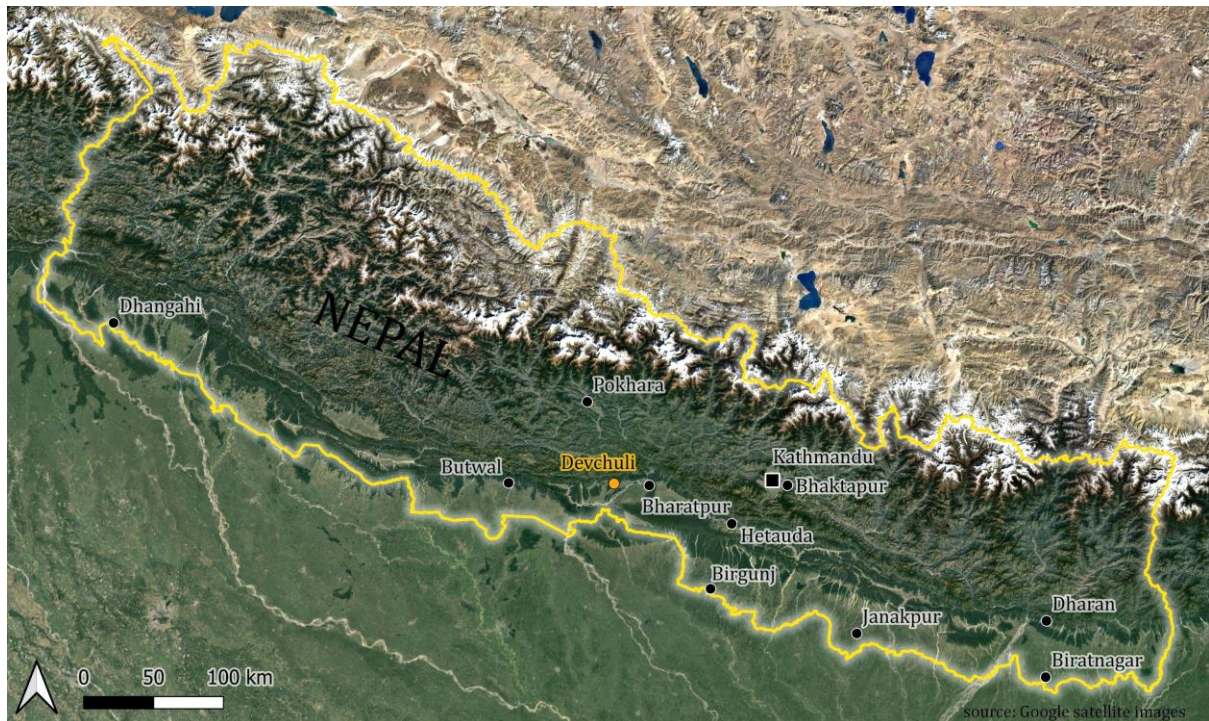 Dhangahi
NEPAL
Pokhara
Butwal
Devchuli
Kathmandu
Bhaktapur
Bharatpur
Hetauda
Birgunj
Janakpur
Dharan
Biratnagar
0 50 100 km
source: Google satellite images